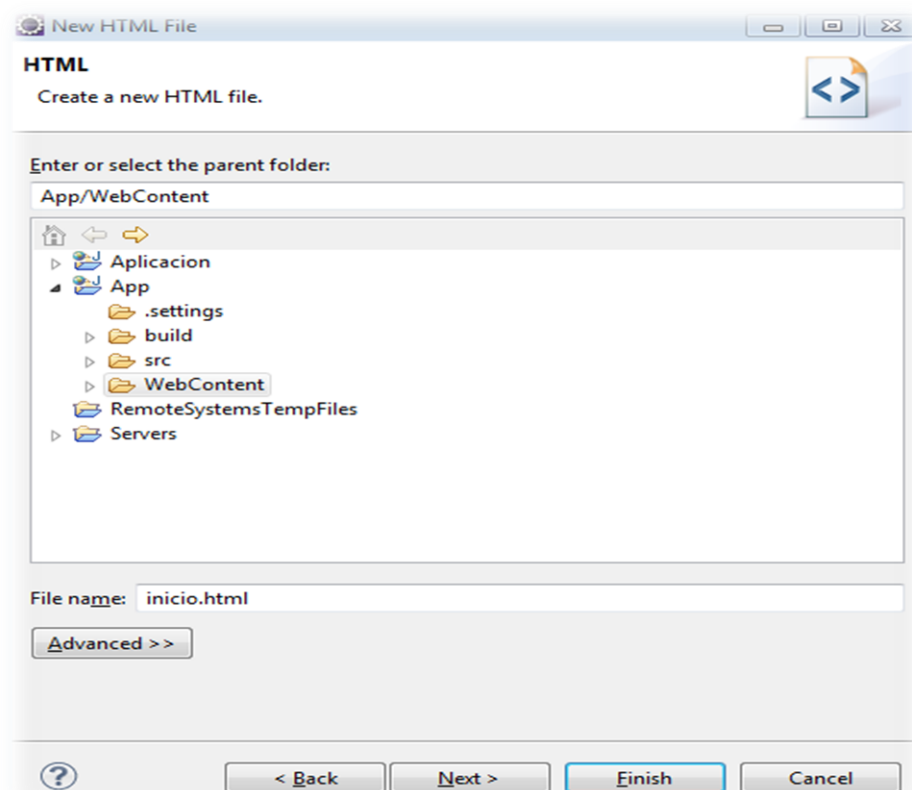 New HTML File
HTML
Create a new HTML file.
Enter or select the parent folder:
App/WebContent
Aplicacion
App
.settings
build
src
WebContent
RemoteSystemsTempFiles
Servers
File name: inicio.html
Advanced >>
? < Back Next > Finish Cancel